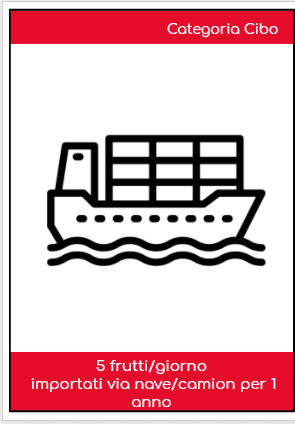 Categoria Cibo
5 frutti/giorno
importati via nave/camion per 1
anno